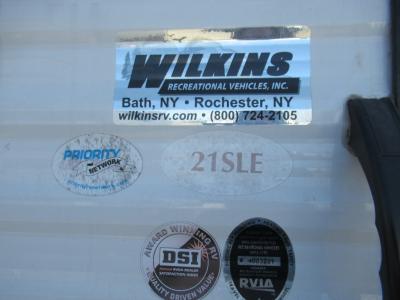 WILKINS
RECREATIONAL VEHICLES, INC.
Bath, NY • Rochester, NY
wilkinsrv.com • (800) 724-2105
PRIORITY
NETWORK
21SLE
AWARD WINNING RV
DSI
QUALITY DRIVEN VALUE
RVIA